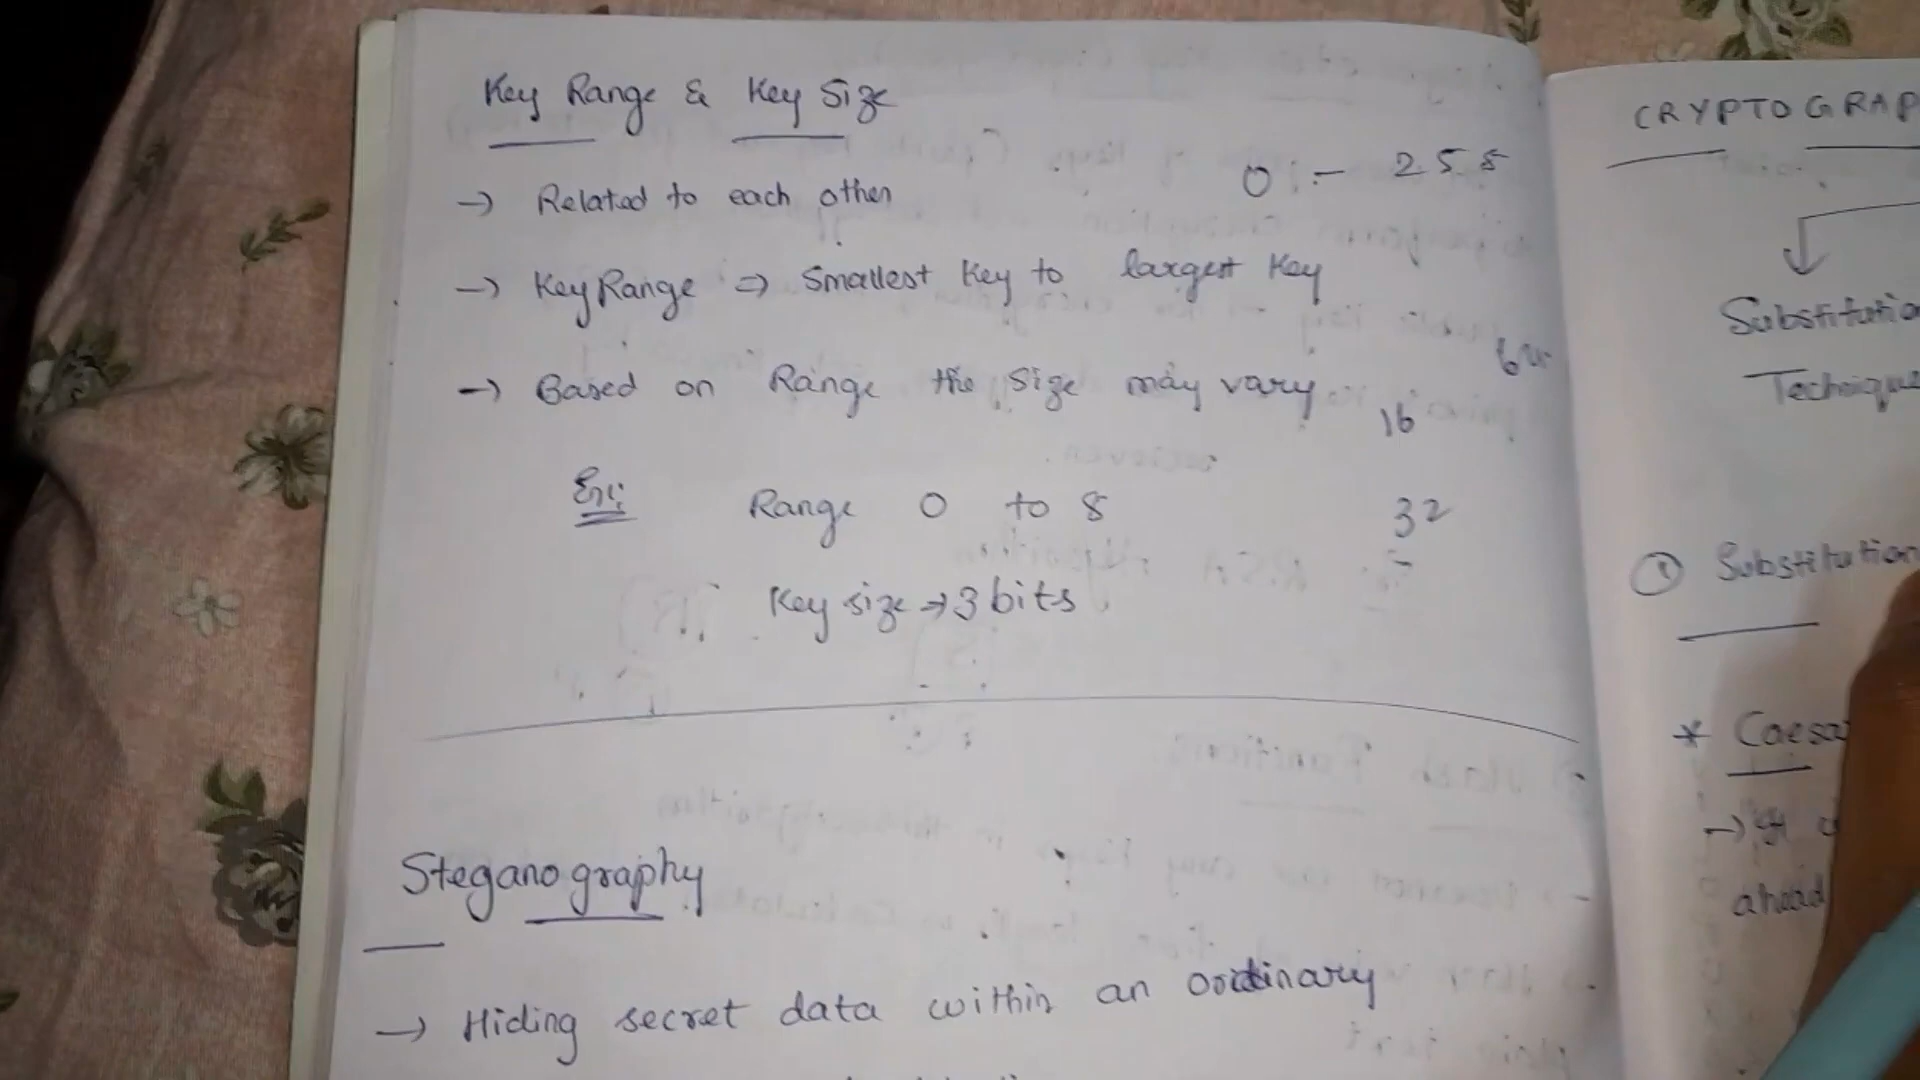 Key Range & Key Size
0 :- 255
→ Related to each other
→ Key Range ⇒ Smallest Key to largest Key
→ Based on Range the Size may vary
64
16
Ex:
Range 0 to 8
32
Key size → 3 bits
Steganography
→ Hiding secret data within an ordinary
CRYPTOGRAP
Substitutio
Technique
① Substitution
* Caesa
ahead